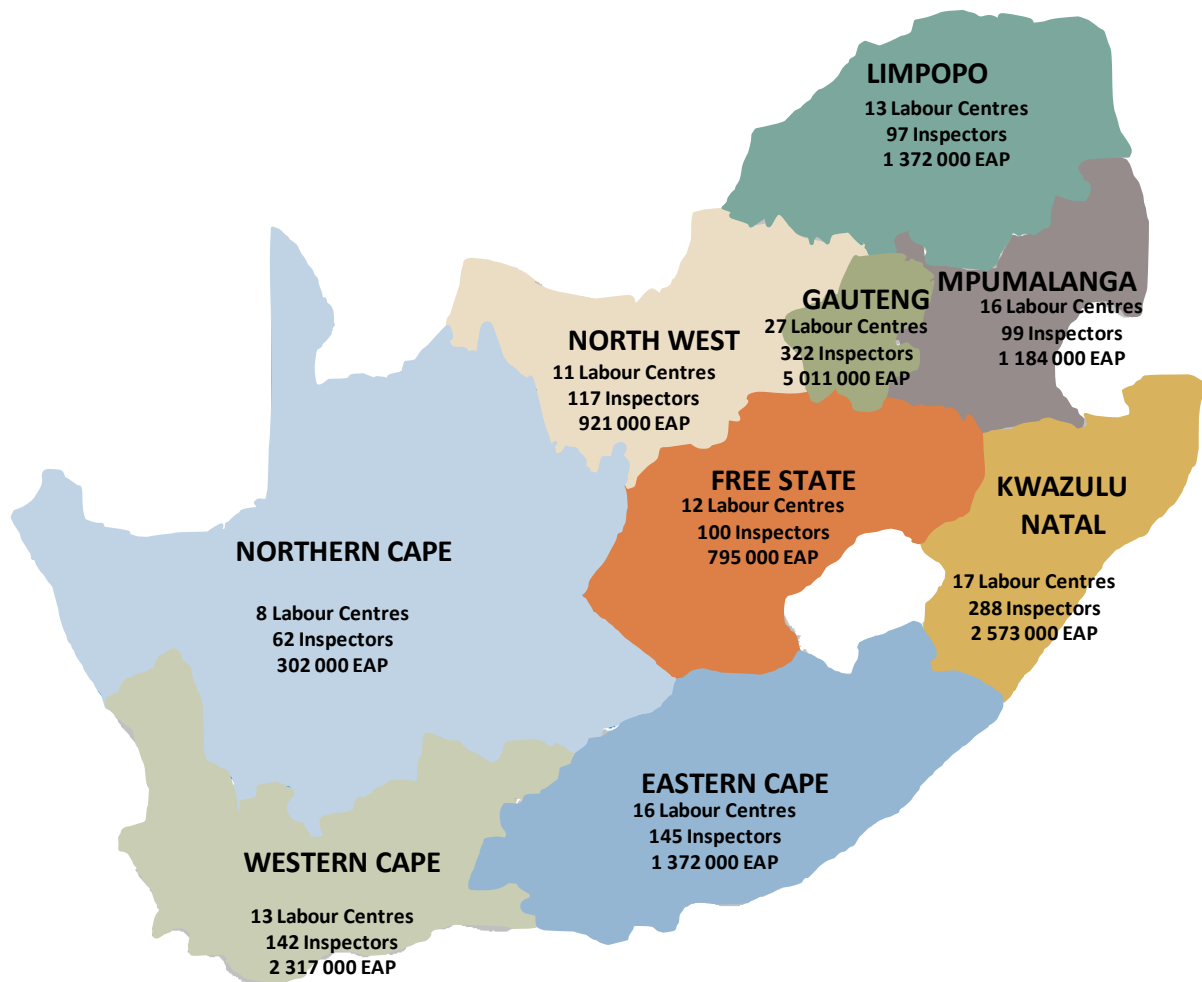 LIMPOPO
13 Labour Centres
97 Inspectors
1 372 000 EAP
MPUMALANGA
16 Labour Centres
99 Inspectors
1 184 000 EAP
GAUTENG
27 Labour Centres
322 Inspectors
5 011 000 EAP
NORTH WEST
11 Labour Centres
117 Inspectors
921 000 EAP
FREE STATE
12 Labour Centres
100 Inspectors
795 000 EAP
KWAZULU
NATAL
17 Labour Centres
288 Inspectors
2 573 000 EAP
NORTHERN CAPE
8 Labour Centres
62 Inspectors
302 000 EAP
EASTERN CAPE
16 Labour Centres
145 Inspectors
1 372 000 EAP
WESTERN CAPE
13 Labour Centres
142 Inspectors
2 317 000 EAP